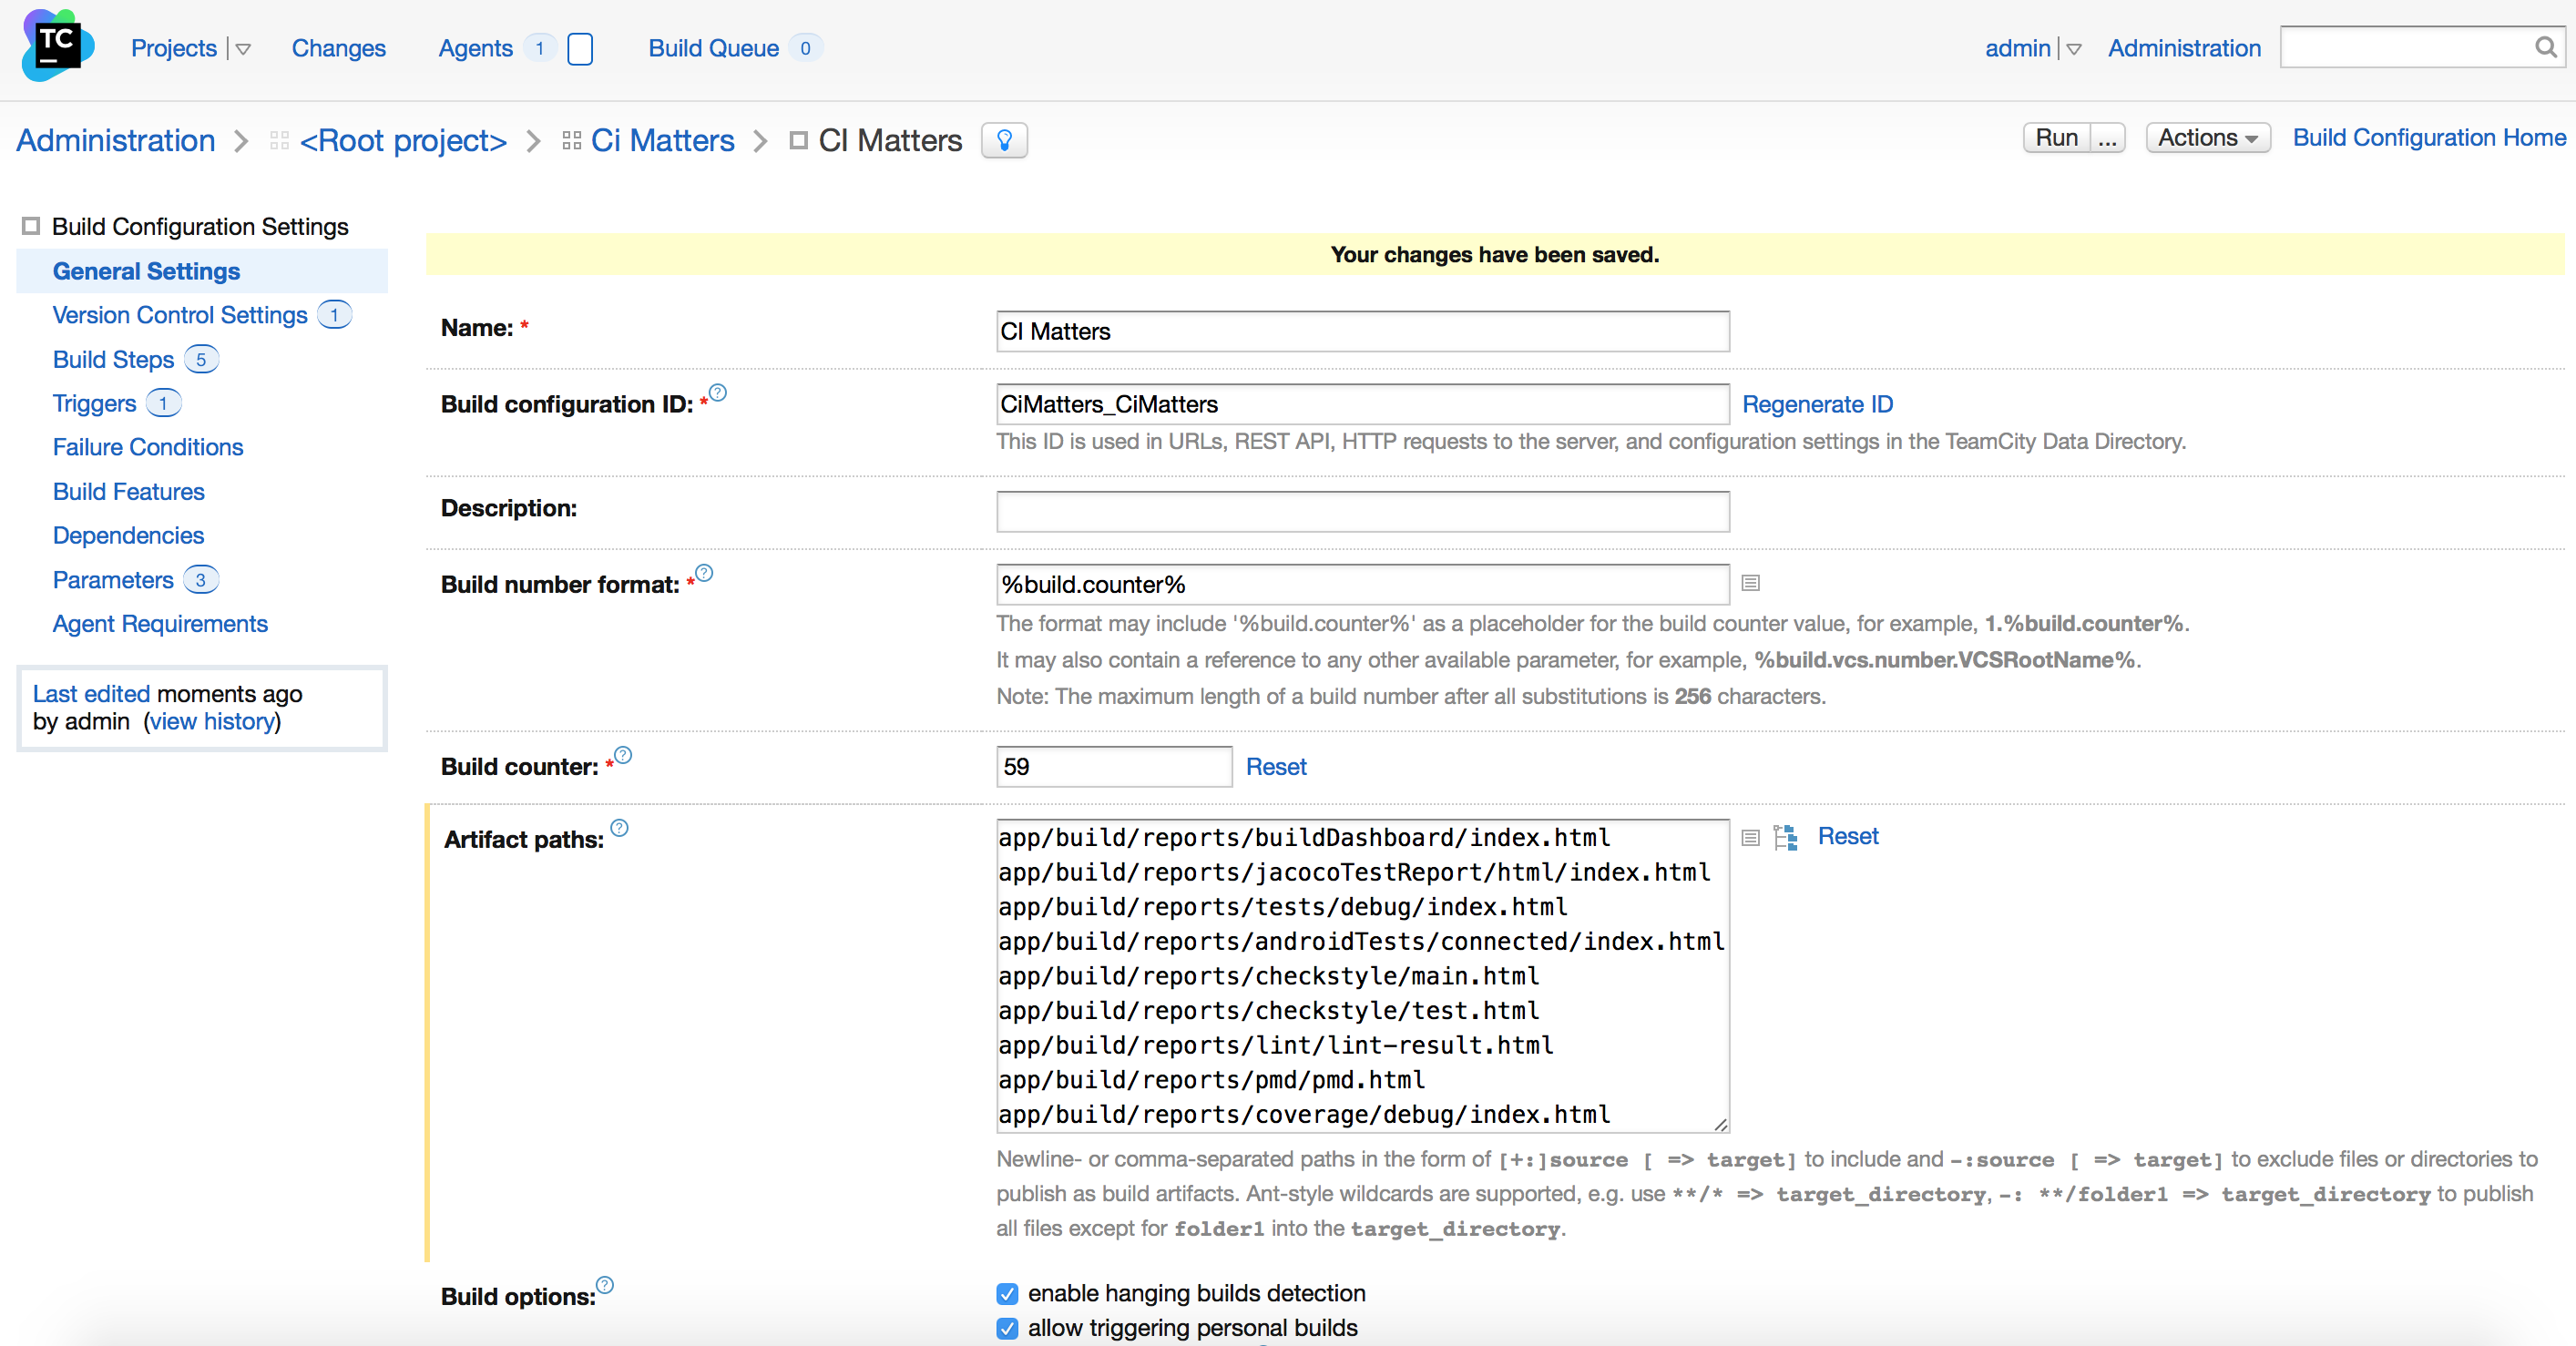 TC
Projects
Changes
Agents 1
Build Queue 0
admin
Administration
Administration
<Root project>
Ci Matters
CI Matters
Run ...
Actions
Build Configuration Home
Build Configuration Settings
General Settings
Version Control Settings 1
Build Steps 5
Triggers 1
Failure Conditions
Build Features
Dependencies
Parameters 3
Agent Requirements
Last edited moments ago
by admin (view history)
Your changes have been saved.
Name: *
CI Matters
Build configuration ID: * ?
CiMatters_CiMatters
Regenerate ID
This ID is used in URLs, REST API, HTTP requests to the server, and configuration settings in the TeamCity Data Directory.
Description:
Build number format: * ?
%build.counter%
The format may include '%build.counter%' as a placeholder for the build counter value, for example, 1.%build.counter%.
It may also contain a reference to any other available parameter, for example, %build.vcs.number.VCSRootName%.
Note: The maximum length of a build number after all substitutions is 256 characters.
Build counter: * ?
59
Reset
Artifact paths: ?
app/build/reports/buildDashboard/index.html
app/build/reports/jacocoTestReport/html/index.html
app/build/reports/tests/debug/index.html
app/build/reports/androidTests/connected/index.html
app/build/reports/checkstyle/main.html
app/build/reports/checkstyle/test.html
app/build/reports/lint/lint-result.html
app/build/reports/pmd/pmd.html
app/build/reports/coverage/debug/index.html
Reset
Newline- or comma-separated paths in the form of [+:]source [ => target] to include and -:source [ => target] to exclude files or directories to
publish as build artifacts. Ant-style wildcards are supported, e.g. use **/* => target_directory, -: **/folder1 => target_directory to publish
all files except for folder1 into the target_directory.
Build options: ?
enable hanging builds detection
allow triggering personal builds